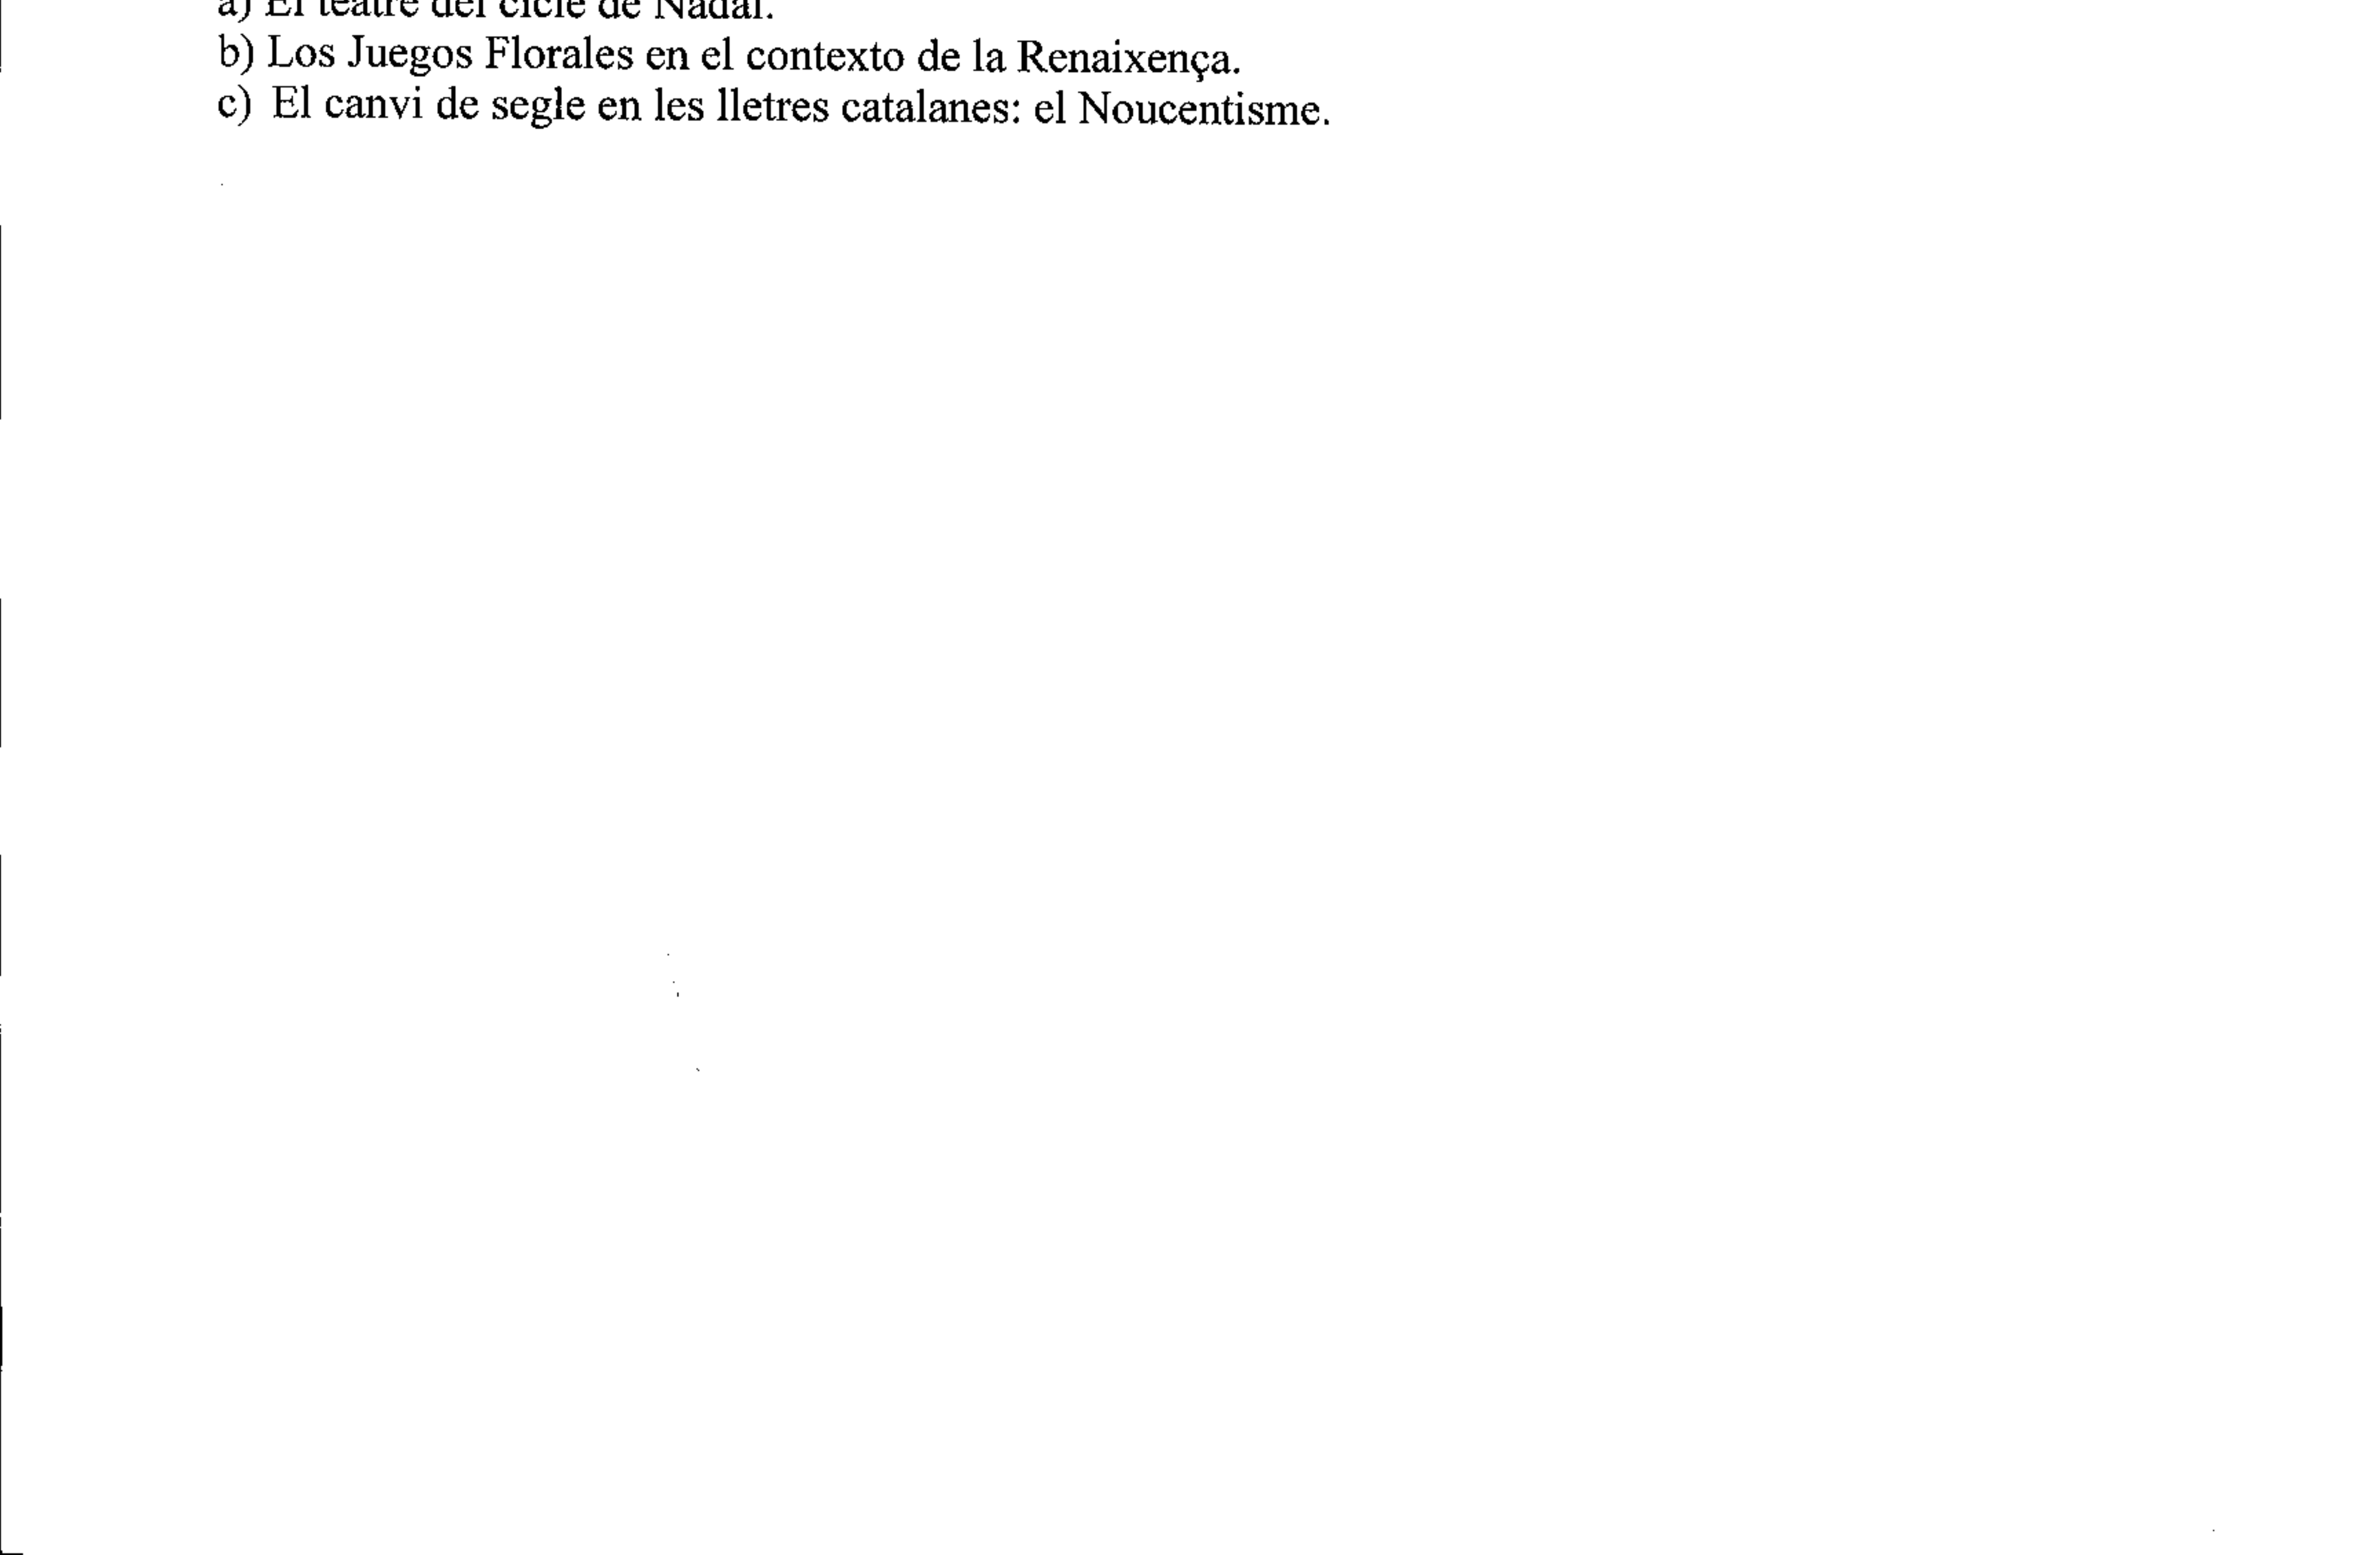 a) El teatre del cicle de Nadal.
b) Los Juegos Florales en el contexto de la Renaixença.
c) El canvi de segle en les lletres catalanes: el Noucentisme.